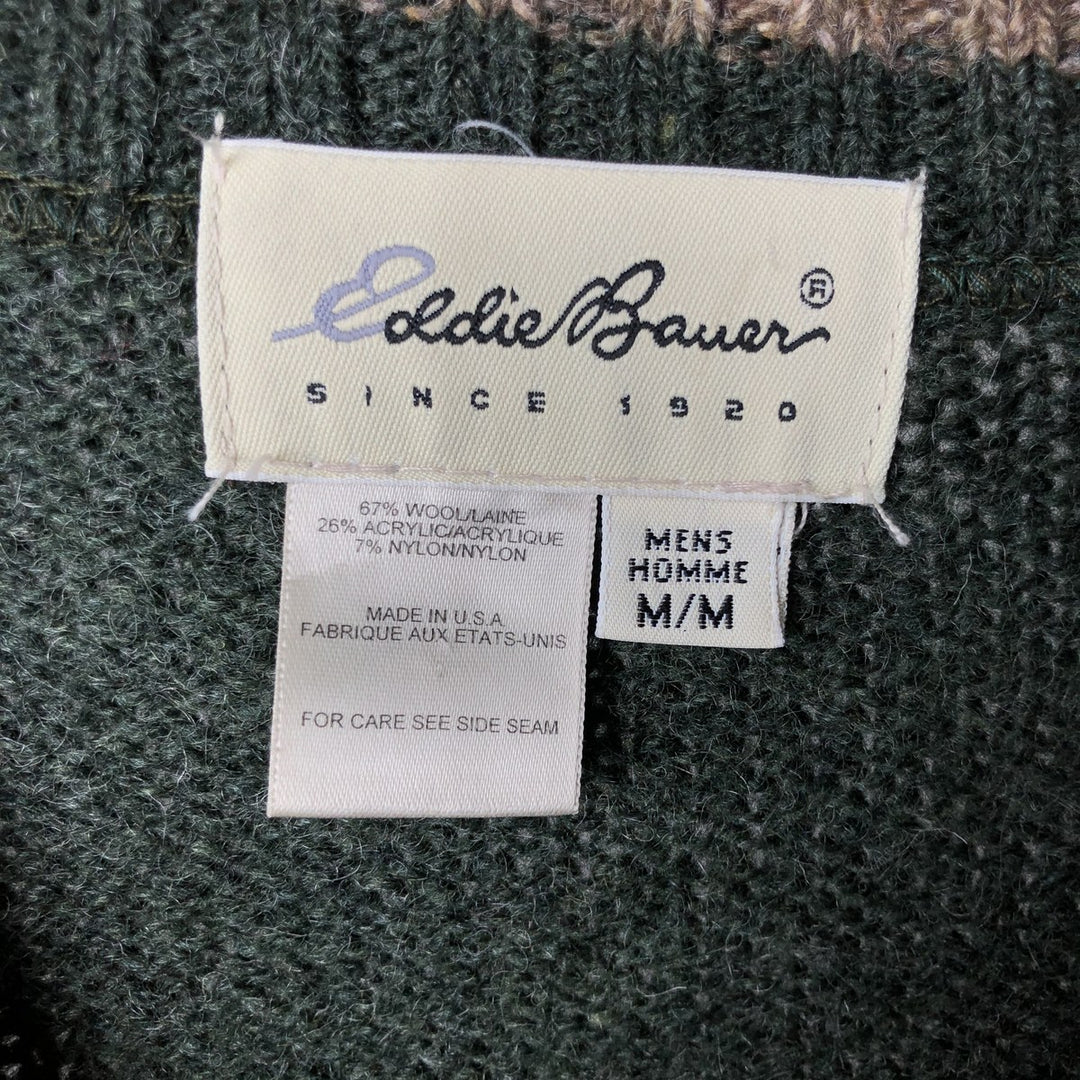 Eddie Bauer ®
SINCE 1920
67% WOOL/LAINE
26% ACRYLIC/ACRYLIQUE
7% NYLON/NYLON
MADE IN U.S.A.
FABRIQUE AUX ETATS-UNIS
FOR CARE SEE SIDE SEAM
MENS
HOMME
M/M